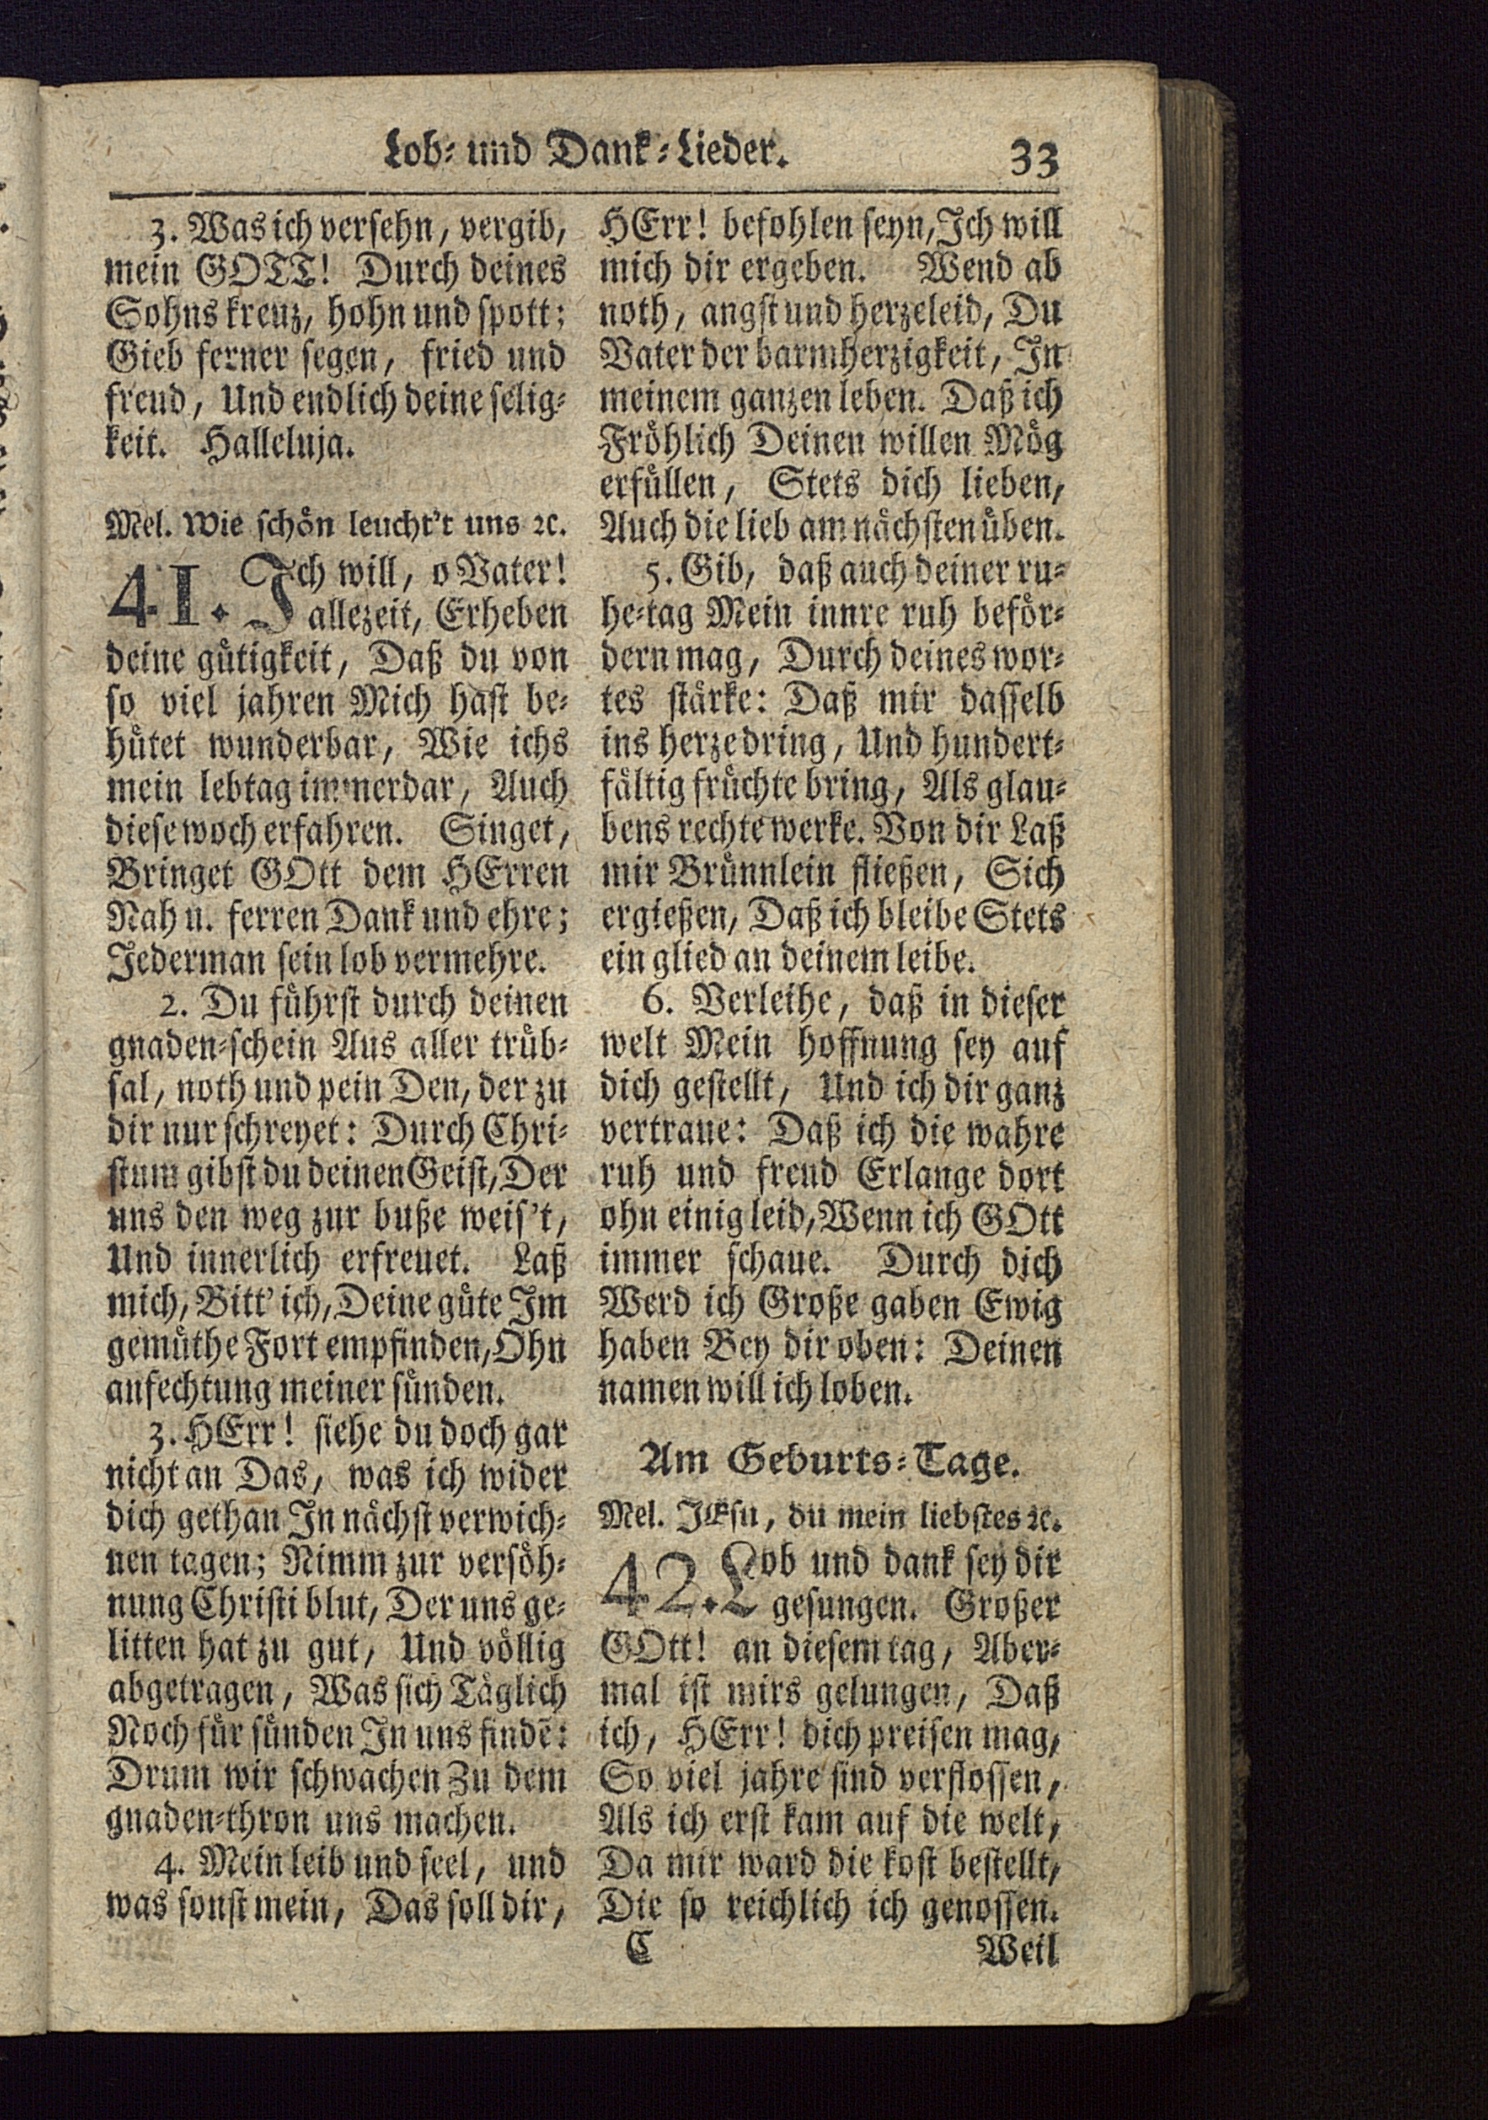 Lob- und Dank-Lieder. 33
3. Was ich versehn, vergib,
mein GOTT! Durch deines
Sohns kreuz, hohn und spott;
Gieb ferner segen, fried und
freud, Und endlich deine selig-
keit. Halleluja.
Mel. Wie schön leucht't uns ꝛc.
41. Ich will, o Vater!
allezeit, Erheben
deine gütigkeit, Daß du von
so viel jahren Mich hast be-
hütet wunderbar, Wie ichs
mein lebtag immerdar, Auch
diese woch erfahren. Singet,
Bringet GOtt dem HErren
Nah u. ferren Dank und ehre;
Jederman sein lob vermehre.
2. Du führst durch deinen
gnaden-schein Aus aller trüb-
sal, noth und pein Den, der zu
dir nur schreyet: Durch Chri-
stum gibst du deinen Geist, Der
uns den weg zur buße weis't,
Und innerlich erfreuet. Laß
mich, Bitt' ich, Deine güte Im
gemüthe Fort empfinden, Ohn
anfechtung meiner sünden.
3. HErr! siehe du doch gar
nicht an Das, was ich wider
dich gethan In nächst verwich-
nen tagen; Nimm zur versöh-
nung Christi blut, Der uns ge-
litten hat zu gut, Und völlig
abgetragen, Was sich Täglich
Noch für sünden In uns findē:
Drum wir schwachen Zu dem
gnaden-thron uns machen.
4. Mein leib und seel, und
was sonst mein, Das soll dir,
HErr! befohlen seyn, Ich will
mich dir ergeben. Wend ab
noth, angst und herzeleid, Du
Vater der barmherzigkeit, In
meinem ganzen leben. Daß ich
Fröhlich Deinen willen Mög
erfüllen, Stets dich lieben,
Auch die lieb am nächsten üben.
5. Gib, daß auch deiner ru-
he-tag Mein innre ruh beför-
dern mag, Durch deines wor-
tes stärke: Daß mir dasselb
ins herze dring, Und hundert-
fältig früchte bring, Als glau-
bens rechte werke. Von dir Laß
mir Brünnlein fließen, Sich
ergießen, Daß ich bleibe Stets
ein glied an deinem leibe.
6. Verleihe, daß in dieser
welt Mein hoffnung sey auf
dich gestellt, Und ich dir ganz
vertraue: Daß ich die wahre
ruh und freud Erlange dort
ohn einig leid, Wenn ich GOtt
immer schaue. Durch dich
Werd ich Große gaben Ewig
haben Bey dir oben: Deinen
namen will ich loben.
Am Geburts-Tage.
Mel. JEsu, du mein liebstes ꝛc.
42. Lob und dank sey dir
gesungen. Großer
GOtt! an diesem tag, Aber-
mal ist mirs gelungen, Daß
ich, HErr! dich preisen mag,
So viel jahre sind verflossen,
Als ich erst kam auf die welt,
Da mir ward die kost bestellt,
Die so reichlich ich genossen.
C Weil